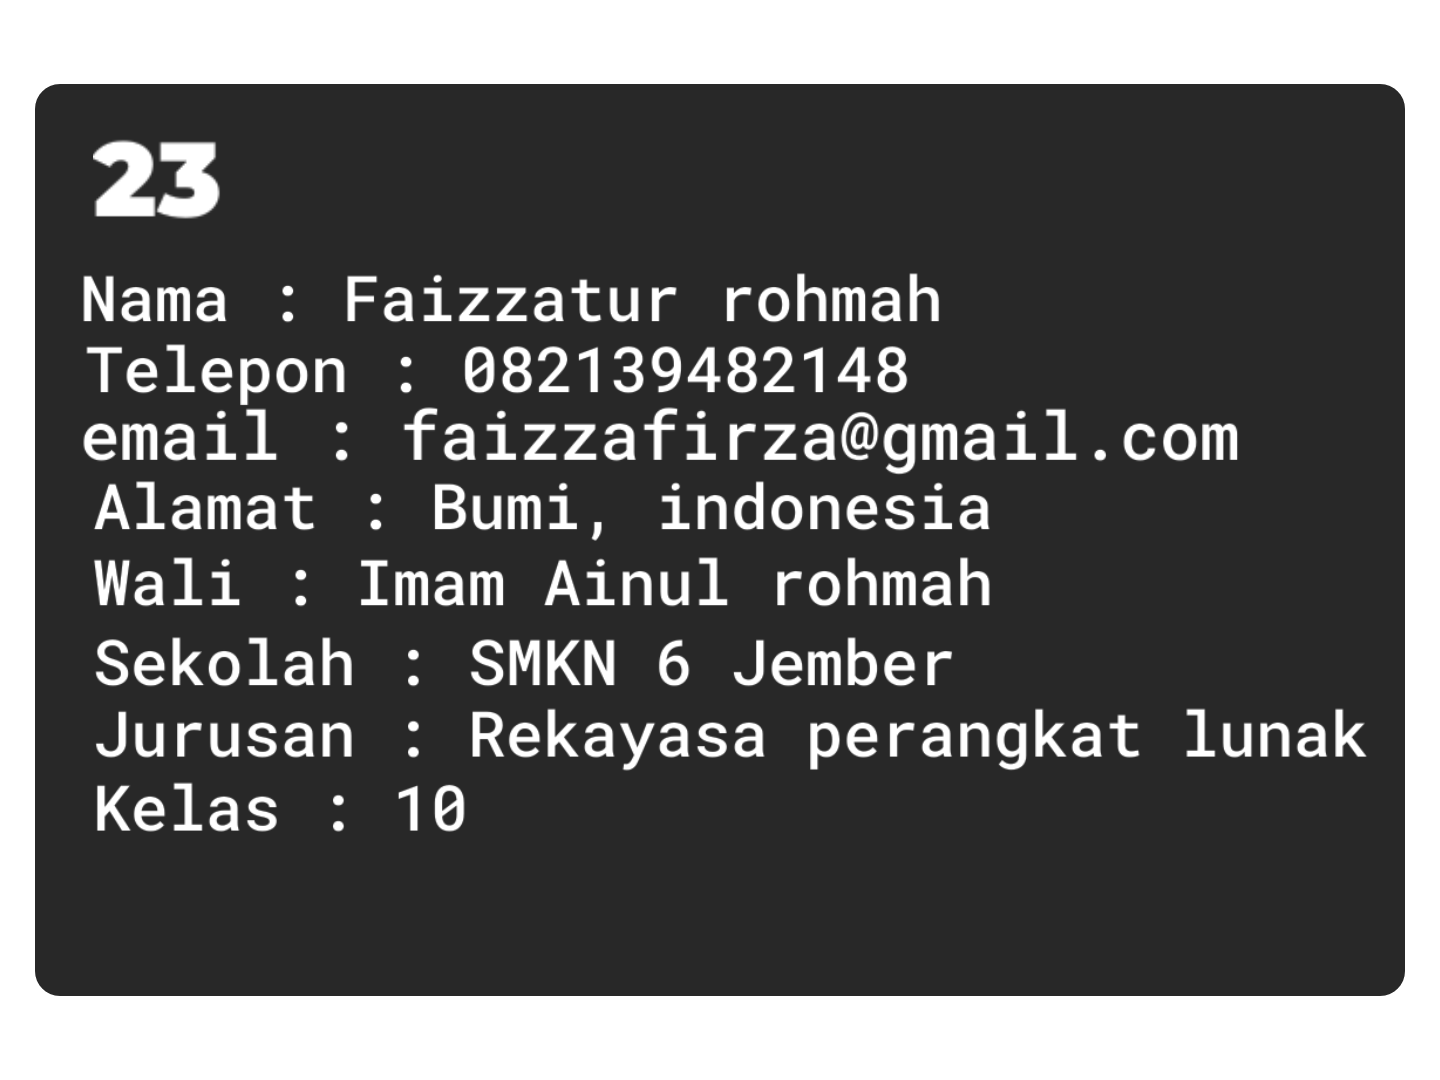 23
Nama : Faizzatur rohmah
Telepon : 082139482148
email : faizzafirza@gmail.com
Alamat : Bumi, indonesia
Wali : Imam Ainul rohmah
Sekolah : SMKN 6 Jember
Jurusan : Rekayasa perangkat lunak
Kelas : 10